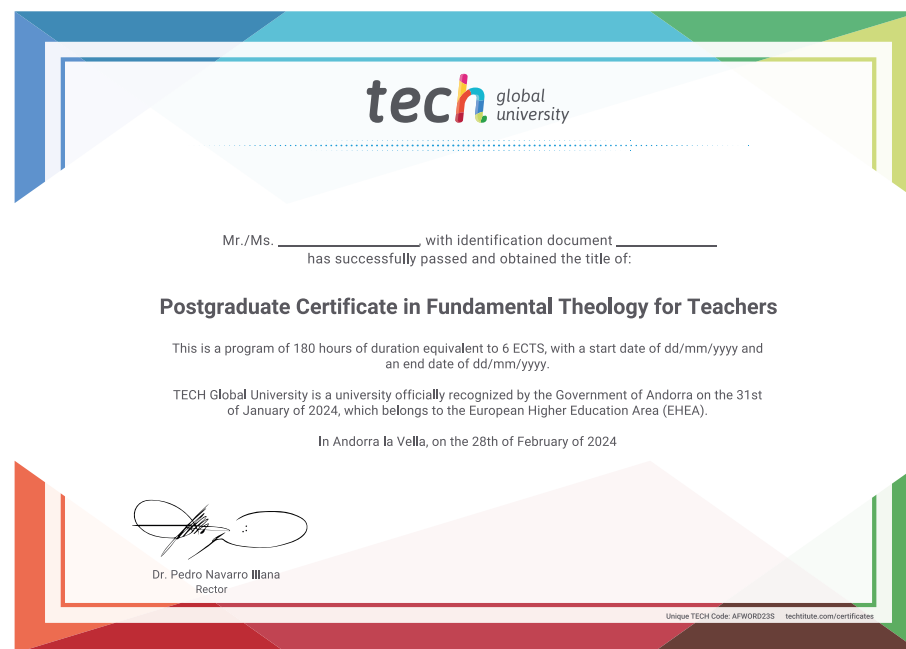 tech global
university
Mr./Ms. ____________, with identification document ____________
has successfully passed and obtained the title of:
Postgraduate Certificate in Fundamental Theology for Teachers
This is a program of 180 hours of duration equivalent to 6 ECTS, with a start date of dd/mm/yyyy and
an end date of dd/mm/yyyy.
TECH Global University is a university officially recognized by the Government of Andorra on the 31st
of January of 2024, which belongs to the European Higher Education Area (EHEA).
In Andorra la Vella, on the 28th of February of 2024
Dr. Pedro Navarro Illana
Rector
Unique TECH Code: AFWORD23S techtitute.com/certificates